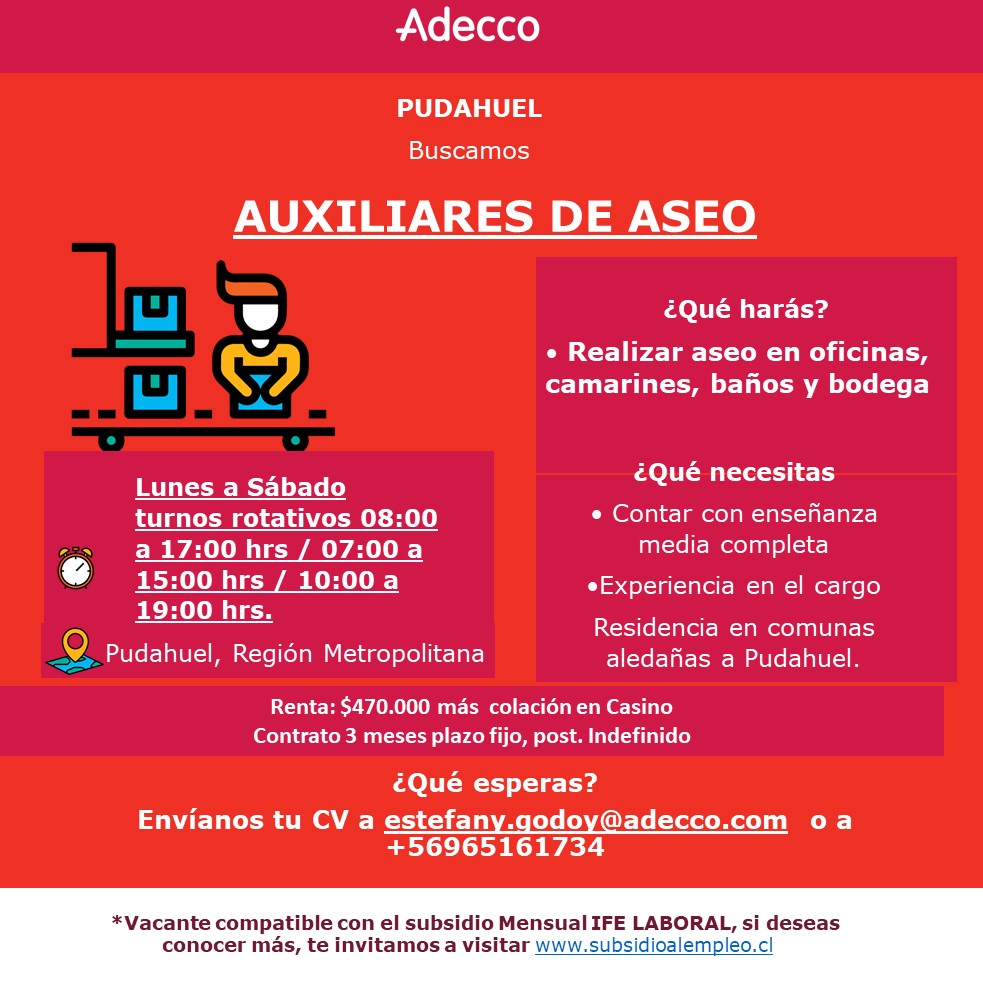 Adecco
PUDAHUEL
Buscamos
AUXILIARES DE ASEO
¿Qué harás?
• Realizar aseo en oficinas,
camarines, baños y bodega
¿Qué necesitas
• Contar con enseñanza
media completa
•Experiencia en el cargo
Residencia en comunas
aledañas a Pudahuel.
Lunes a Sábado
turnos rotativos 08:00
a 17:00 hrs / 07:00 a
15:00 hrs / 10:00 a
19:00 hrs.
Pudahuel, Región Metropolitana
Renta: $470.000 más colación en Casino
Contrato 3 meses plazo fijo, post. Indefinido
¿Qué esperas?
Envíanos tu CV a estefany.godoy@adecco.com o a
+56965161734
*Vacante compatible con el subsidio Mensual IFE LABORAL, si deseas
conocer más, te invitamos a visitar www.subsidioalempleo.cl